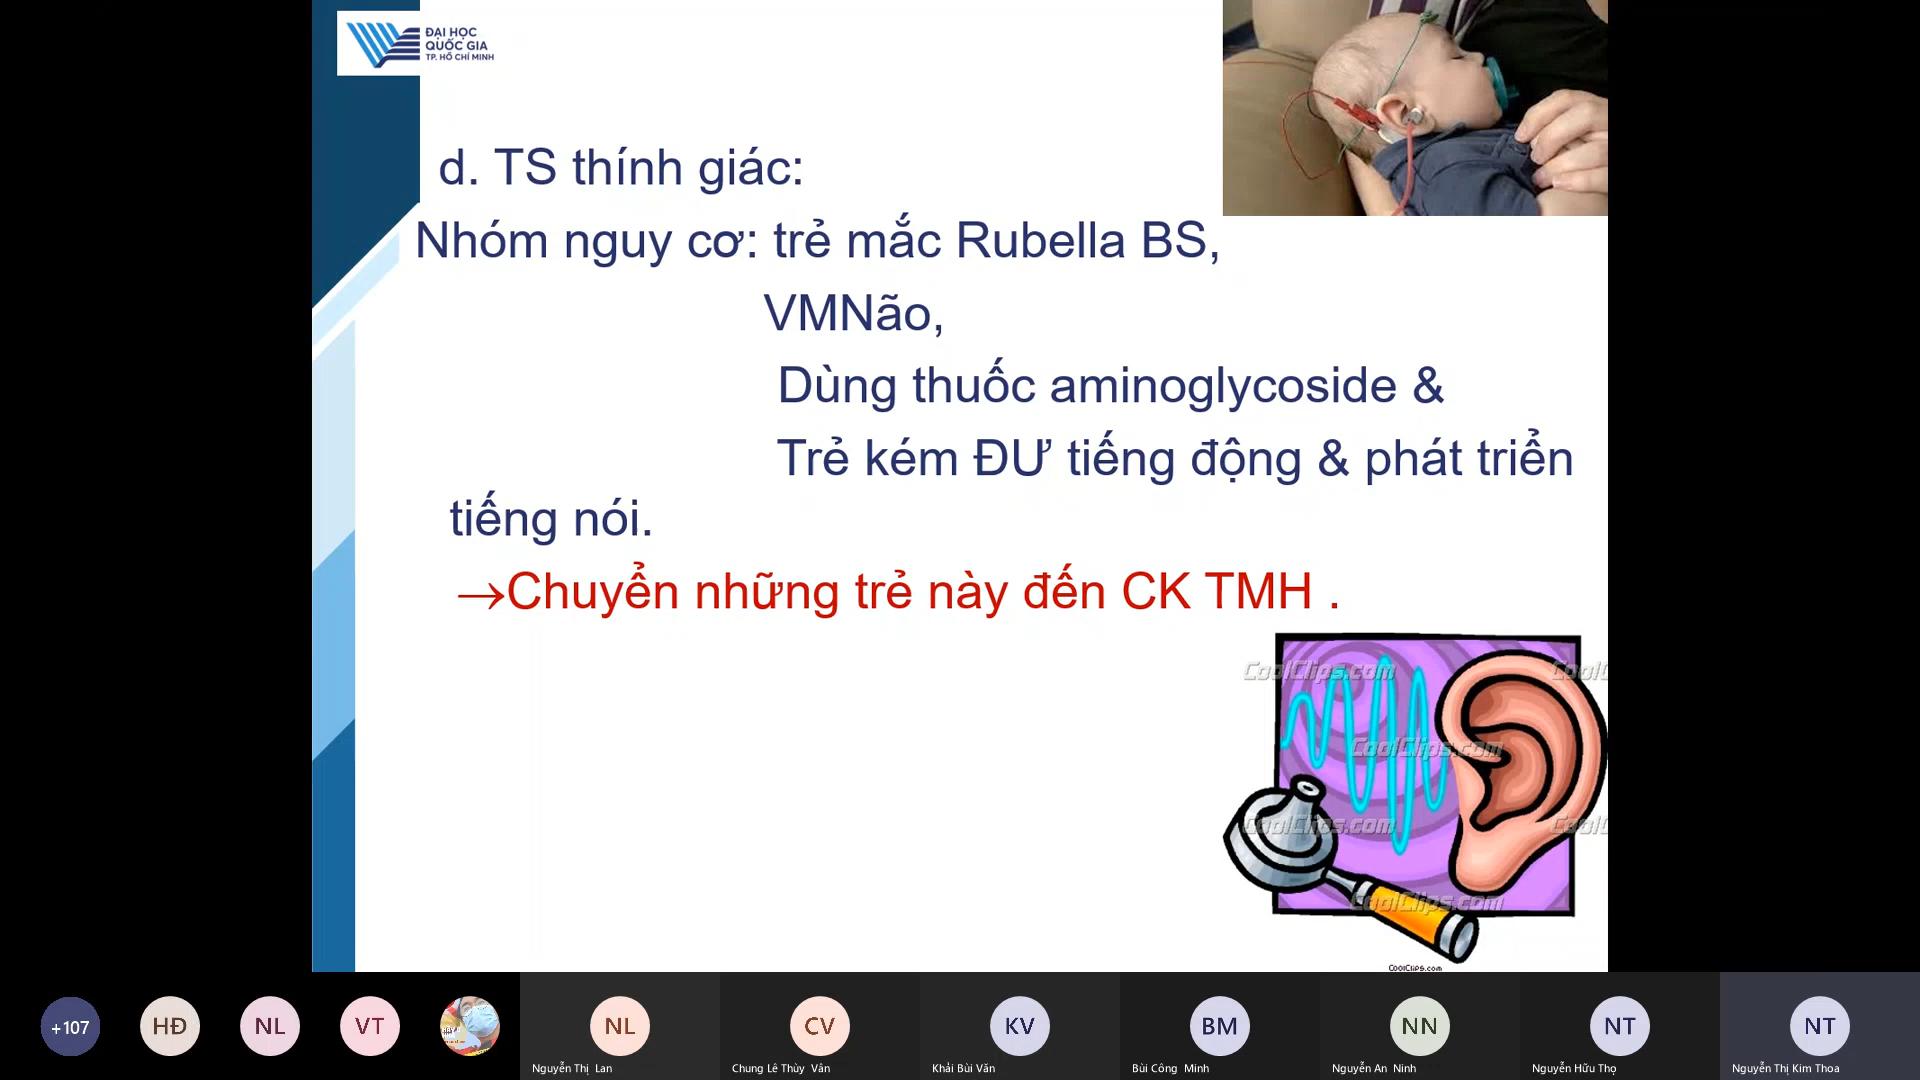 ĐẠI HỌC
QUỐC GIA
TP. HỒ CHÍ MINH
d. TS thính giác:
Nhóm nguy cơ: trẻ mắc Rubella BS,
VMNão,
Dùng thuốc aminoglycoside &
Trẻ kém ĐƯ tiếng động & phát triển
tiếng nói.
→Chuyển những trẻ này đến CK TMH .
CoolClips.com
CoolC
CoolClips.com
CoolClips.com
CoolC
CoolClips.com
CoolClips.com
+107
HĐ
NL
VT
NL
CV
KV
BM
NN
NT
NT
Nguyễn Thị Lan
Chung Lê Thùy Vân
Khải Bùi Văn
Bùi Công Minh
Nguyễn An Ninh
Nguyễn Hữu Thọ
Nguyễn Thị Kim Thoa